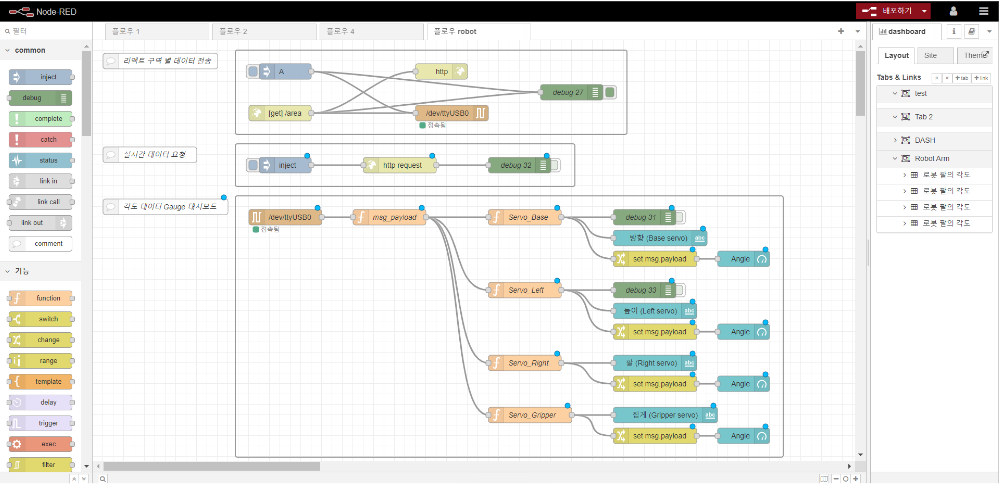 Node-RED
배포하기
필터
common
inject
debug
complete
catch
status
link in
link call
link out
comment
기능
function
switch
change
range
template
delay
trigger
exec
filter
플로우 1
플로우 2
플로우 4
플로우 robot
리액트 구역 별 데이터 전송
A
http
debug 27
[get] /area
/dev/ttyUSB0
접속됨
실시간 데이터 요청
inject
http request
debug 32
각도 데이터 Gauge 대시보드
/dev/ttyUSB0
접속됨
msg_payload
Servo_Base
debug 31
방향 (Base servo)
abc
set msg.payload
Angle
Servo_Left
debug 33
높이 (Left servo)
abc
set msg.payload
Angle
Servo_Right
팔 (Right servo)
abc
set msg.payload
Angle
Servo_Gripper
집게 (Gripper servo)
abc
set msg.payload
Angle
dashboard
Layout
Site
Theme
Tabs & Links
+tab
+link
test
Tab 2
DASH
Robot Arm
로봇 팔의 각도
로봇 팔의 각도
로봇 팔의 각도
로봇 팔의 각도